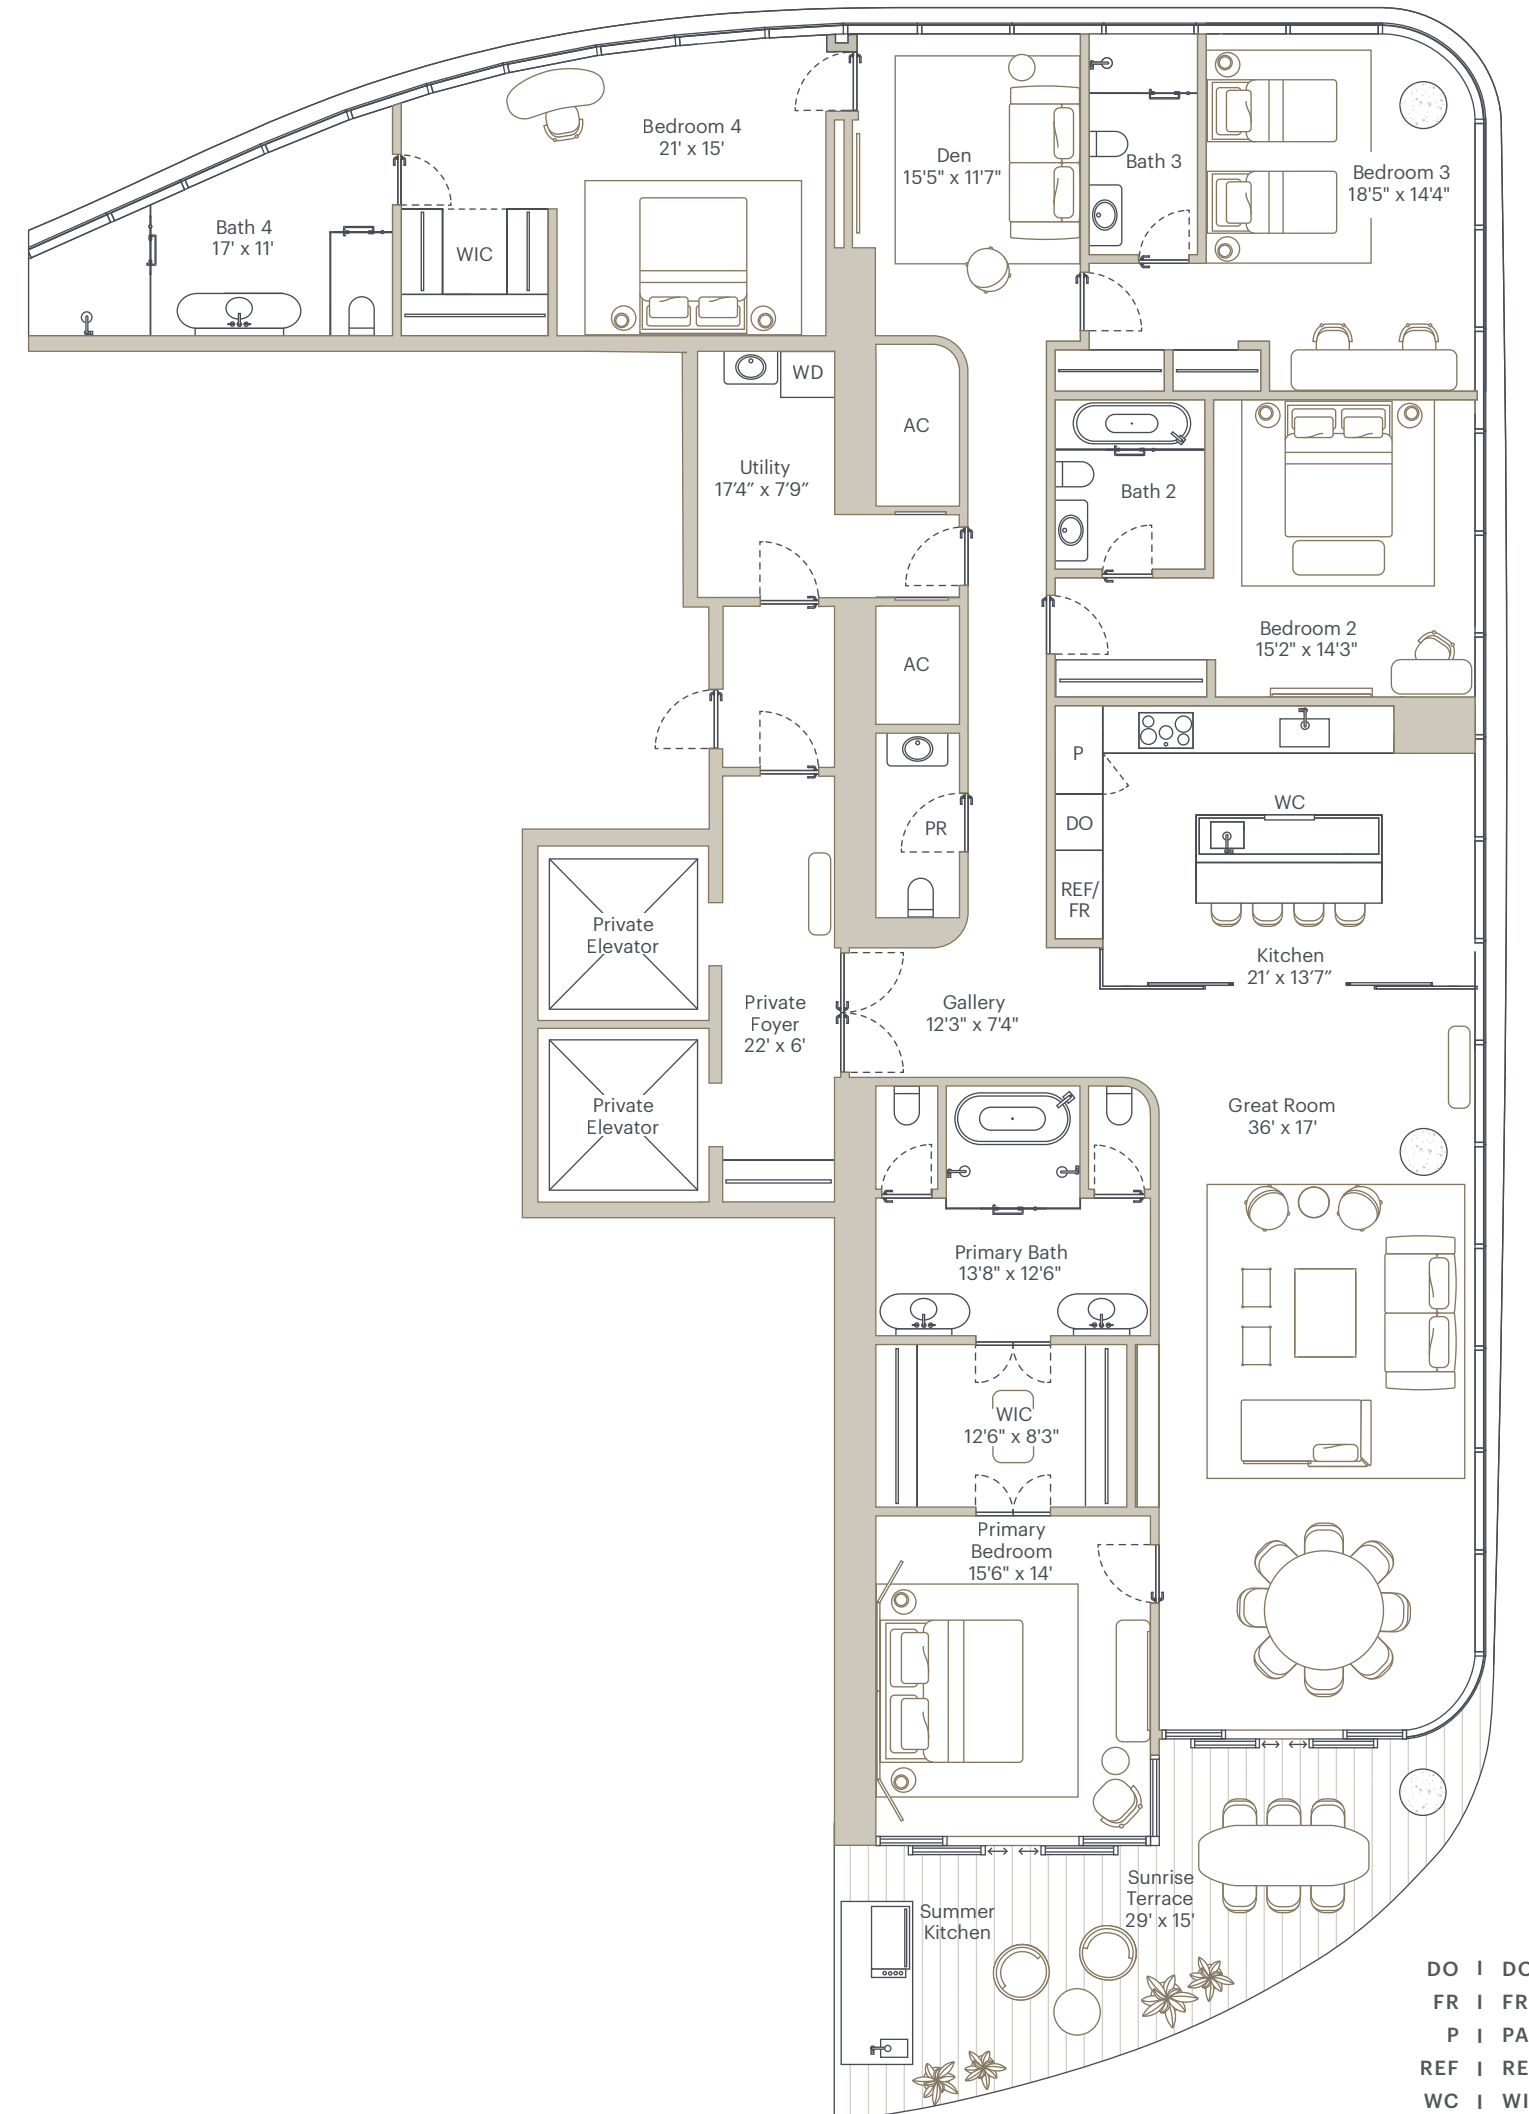 Bedroom 4
21' x 15'
Den
15'5" x 11'7"
Bath 3
Bedroom 3
18'5" x 14'4"
Bath 4
17' x 11'
WIC
WD
AC
Utility
17’4” x 7’9”
Bath 2
Bedroom 2
15'2" x 14'3"
AC
P
WC
DO
PR
REF/
FR
Private
Elevator
Kitchen
21’ x 13’7”
Private
Foyer
22' x 6'
Gallery
12'3" x 7'4"
Private
Elevator
Great Room
36' x 17'
Primary Bath
13'8" x 12'6"
WIC
12'6" x 8'3"
Primary
Bedroom
15'6" x 14'
Sunrise
Terrace
29' x 15'
Summer
Kitchen
DO | DO
FR | FR
P | PA
REF | RE
WC | WI